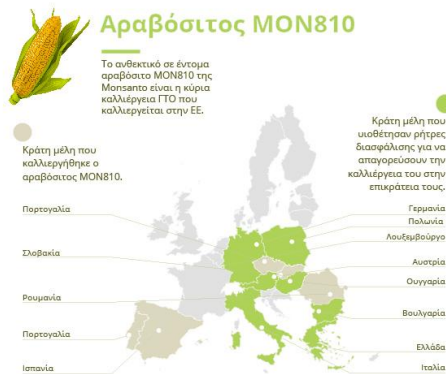 Αραβόσιτος MON810
Το ανθεκτικό σε έντομα
αραβόσιτο MON810 της
Monsanto είναι η κύρια
καλλιέργεια ΓΤΟ που
καλλιεργείται στην ΕΕ.
Κράτη μέλη που
καλλιεργήθηκε ο
αραβόσιτος MON810.
Πορτογαλία
Σλοβακία
Ρουμανία
Πορτογαλία
Ισπανία
Κράτη μέλη που
υιοθέτησαν ρήτρες
διασφάλισης για να
απαγορεύσουν την
καλλιέργεια του στην
επικράτεια τους.
Γερμανία
Πολωνία
Λουξεμβούργο
Αυστρία
Ουγγαρία
Βουλγαρία
Ελλάδα
Ιταλία